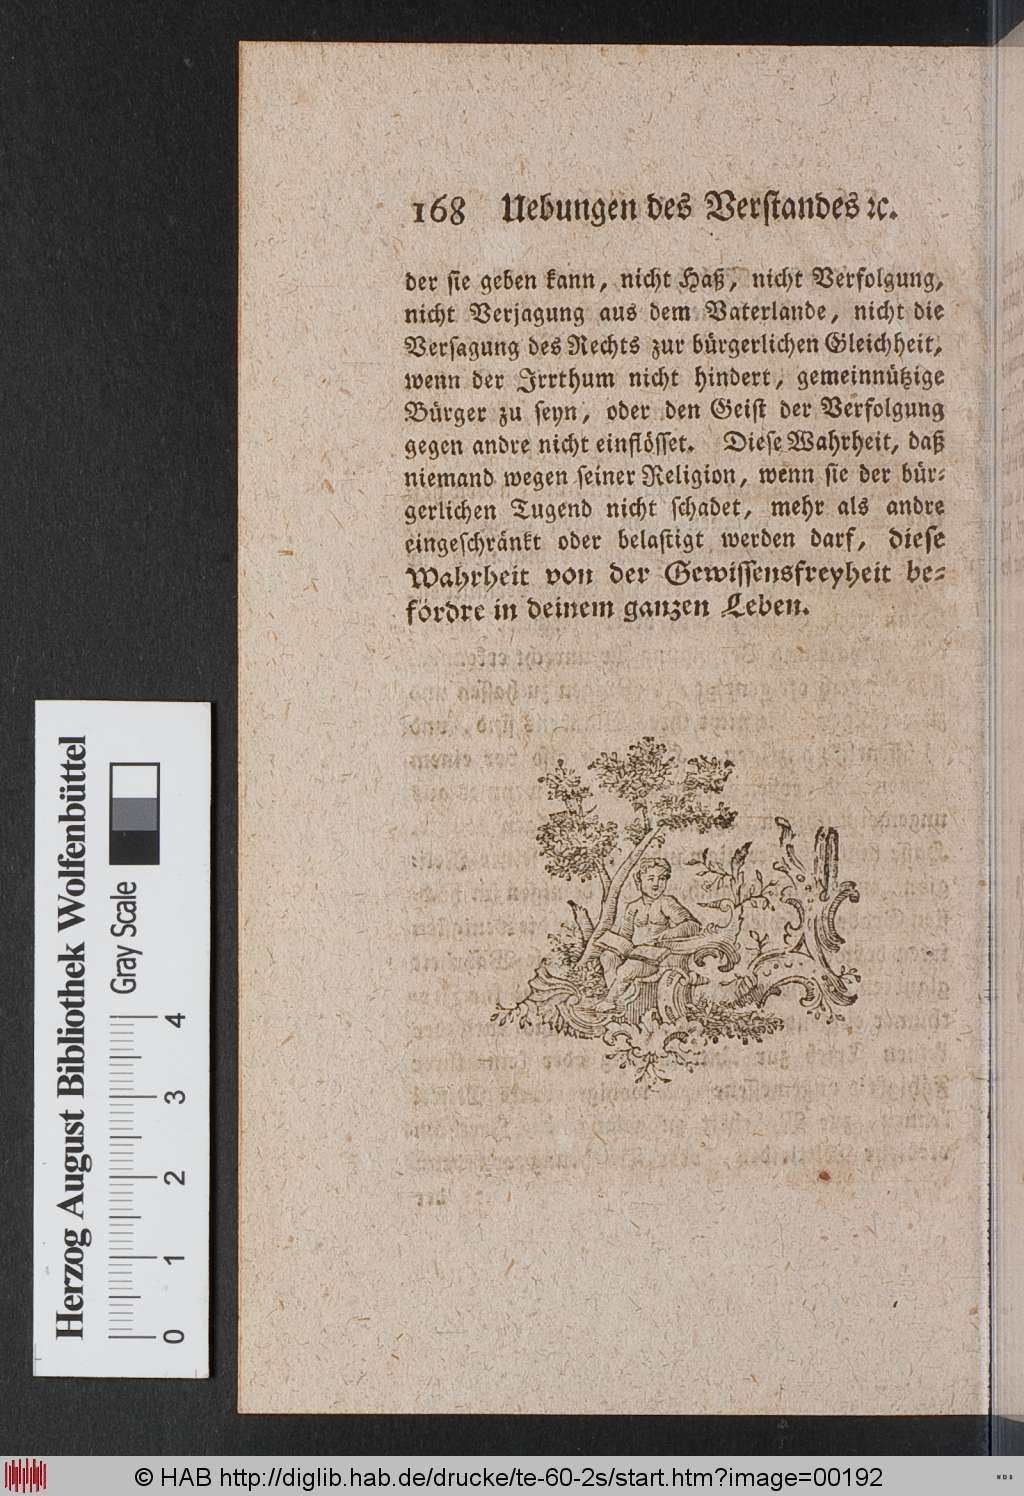 168 Uebungen des Verſtandes ꝛc.
der ſie geben kann, nicht Haß, nicht Verfolgung,
nicht Verjagung aus dem Vaterlande, nicht die
Verſagung des Rechts zur bürgerlichen Gleichheit,
wenn der Irrthum nicht hindert, gemeinnützige
Bürger zu ſeyn, oder den Geiſt der Verfolgung
gegen andre nicht einflöſſet. Dieſe Wahrheit, daß
niemand wegen ſeiner Religion, wenn ſie der bür⸗
gerlichen Tugend nicht ſchadet, mehr als andre
eingeſchränkt oder belaſtigt werden darf, dieſe
Wahrheit von der Gewiſſensfreyheit be⸗
fördre in deinem ganzen Leben.
Herzog August Bibliothek Wolfenbüttel
Gray Scale
0 1 2 3 4
© HAB http://diglib.hab.de/drucke/te-60-2s/start.htm?image=00192